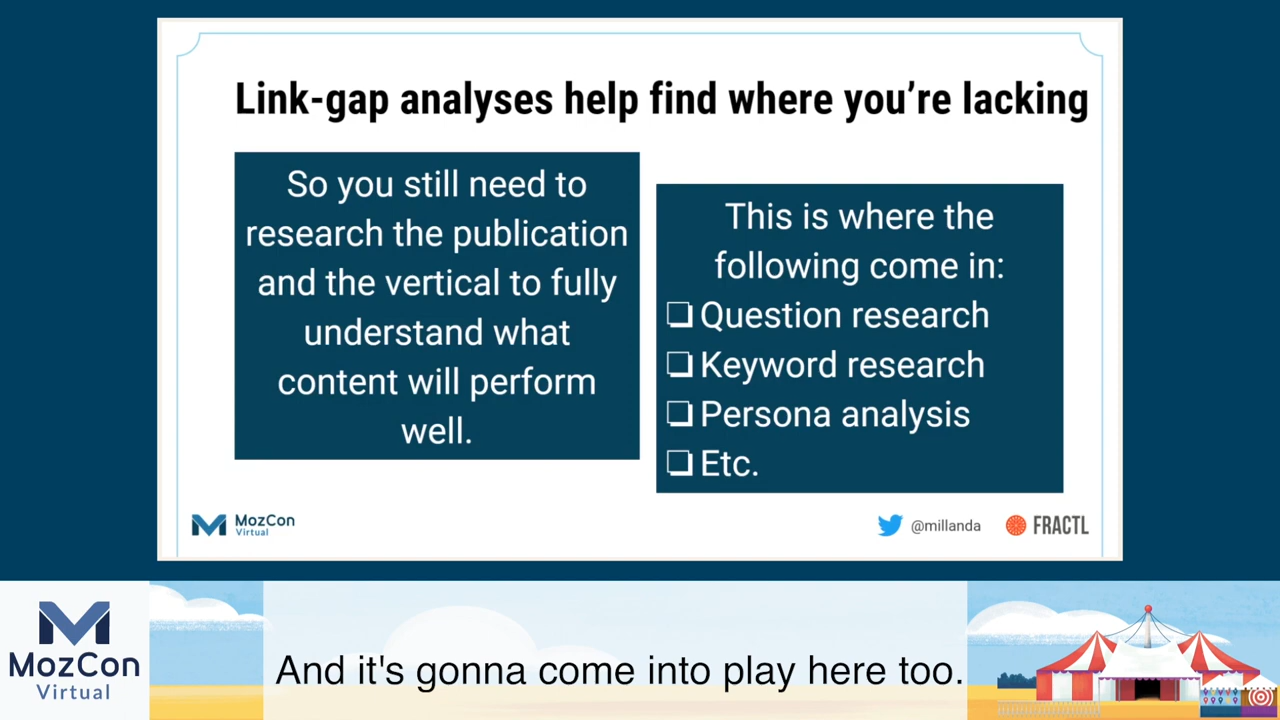 Link-gap analyses help find where you’re lacking
So you still need to
research the publication
and the vertical to fully
understand what
content will perform
well.
This is where the
following come in:
❏ Question research
❏ Keyword research
❏ Persona analysis
❏ Etc.
MozCon
Virtual
@millanda
FRACTL
MozCon
Virtual
And it's gonna come into play here too.